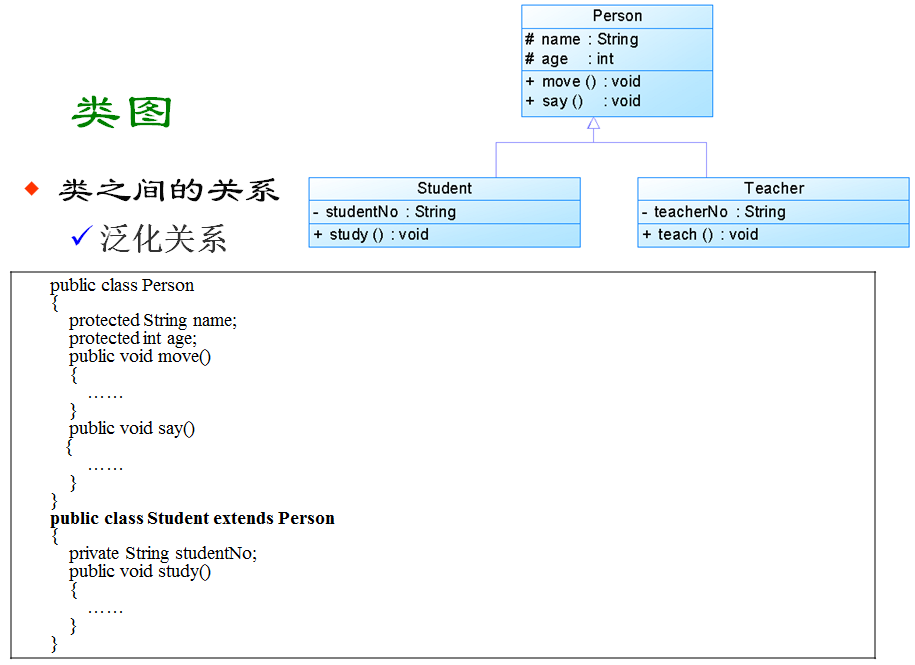 类图
类之间的关系
泛化关系
Person
# name : String
# age : int
+ move () : void
+ say () : void
Student
- studentNo : String
+ study () : void
Teacher
- teacherNo : String
+ teach () : void
public class Person
{
protected String name;
protected int age;
public void move()
{
……
}
public void say()
{
……
}
}
public class Student extends Person
{
private String studentNo;
public void study()
{
……
}
}